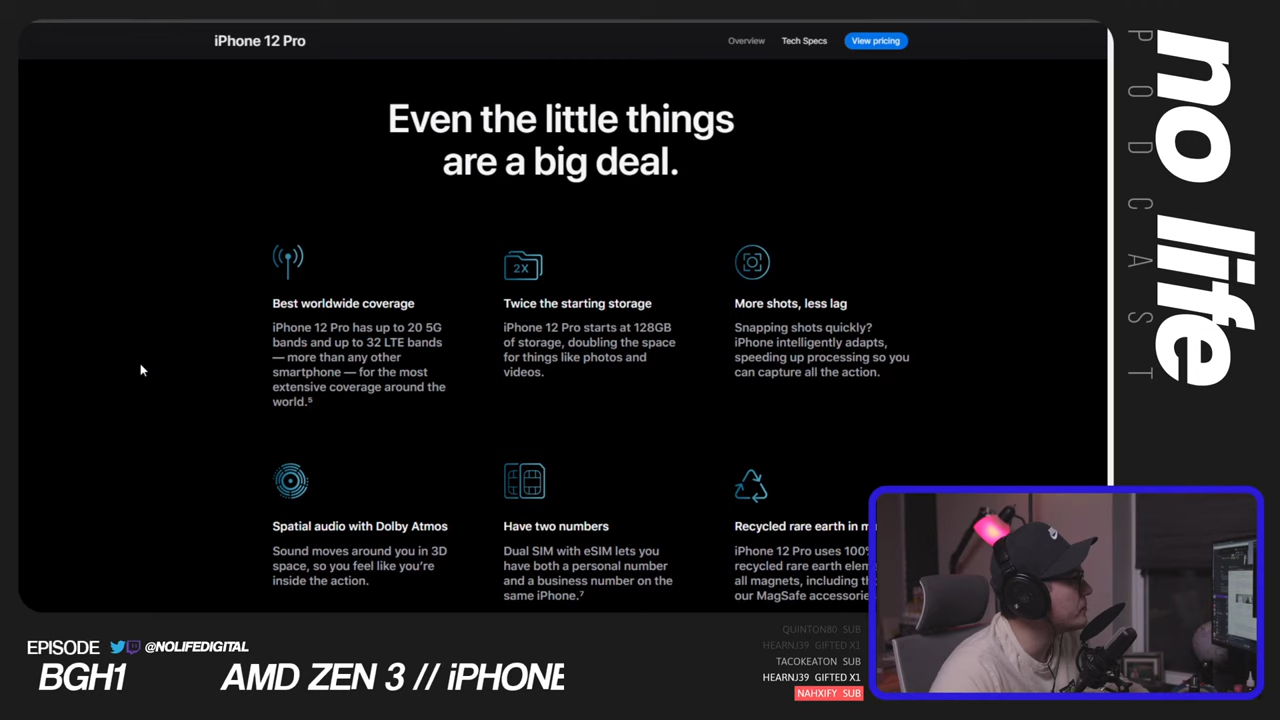 iPhone 12 Pro
Overview
Tech Specs
View pricing
Even the little things
are a big deal.
Best worldwide coverage
iPhone 12 Pro has up to 20 5G
bands and up to 32 LTE bands
— more than any other
smartphone — for the most
extensive coverage around the
world.⁵
2X
Twice the starting storage
iPhone 12 Pro starts at 128GB
of storage, doubling the space
for things like photos and
videos.
More shots, less lag
Snapping shots quickly?
iPhone intelligently adapts,
speeding up processing so you
can capture all the action.
Spatial audio with Dolby Atmos
Sound moves around you in 3D
space, so you feel like you're
inside the action.
Have two numbers
Dual SIM with eSIM lets you
have both a personal number
and a business number on the
same iPhone.⁷
Recycled rare earth in
iPhone 12 Pro uses 100%
recycled rare earth
all magnets, including
our MagSafe accessories
no life
PODCAST
EPISODE
@NOLIFEDIGITAL
BGH1
AMD ZEN 3 // iPHONE
QUINTON80 SUB
HEARNJ39 GIFTED X1
TACOKEATON SUB
HEARNJ39 GIFTED X1
NAHXIFY SUB